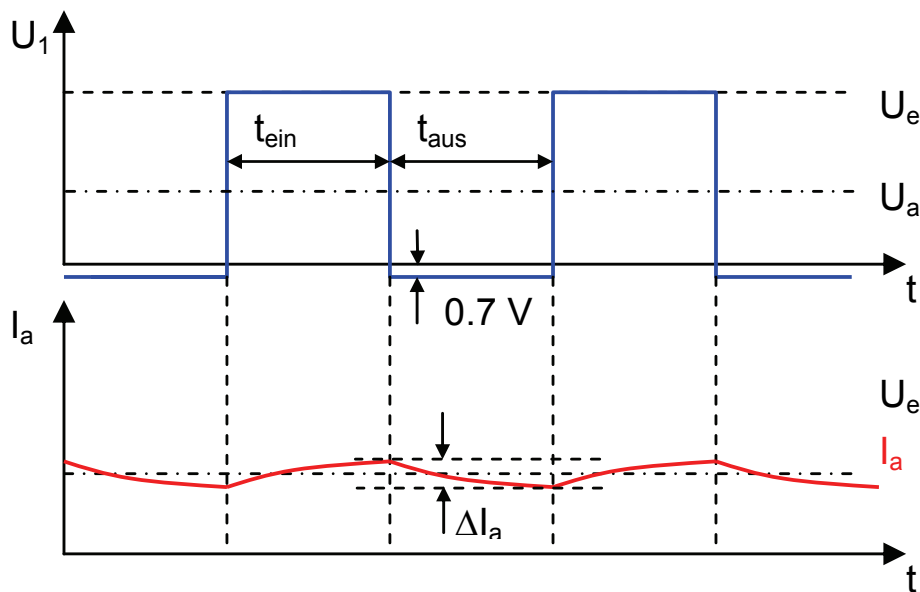 U₁
Uₑ
tₑᵢₙ
tₐᵤₛ
Uₐ
t
0.7 V
Iₐ
Uₑ
Iₐ
ΔIₐ
t